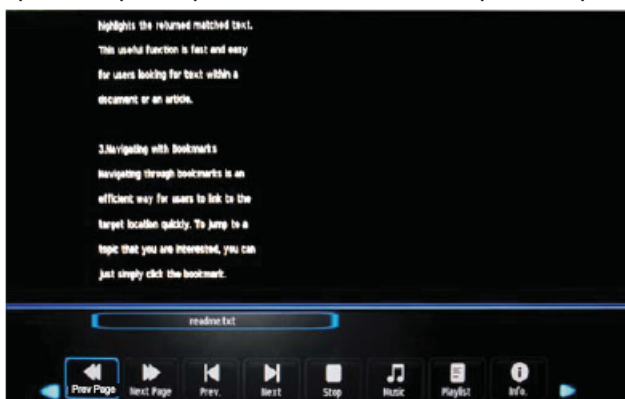 highlights the returned matched text.
This useful function is fast and easy
for users looking for text within a
document or an article.
3.Navigating with Bookmarks
Navigating through bookmarks is an
efficient way for users to link to the
target location quickly. To jump to a
topic that you are interested, you can
just simply click the bookmark.
readme.txt
Prev Page Next Page Prev. Next Stop Music Playlist Info.